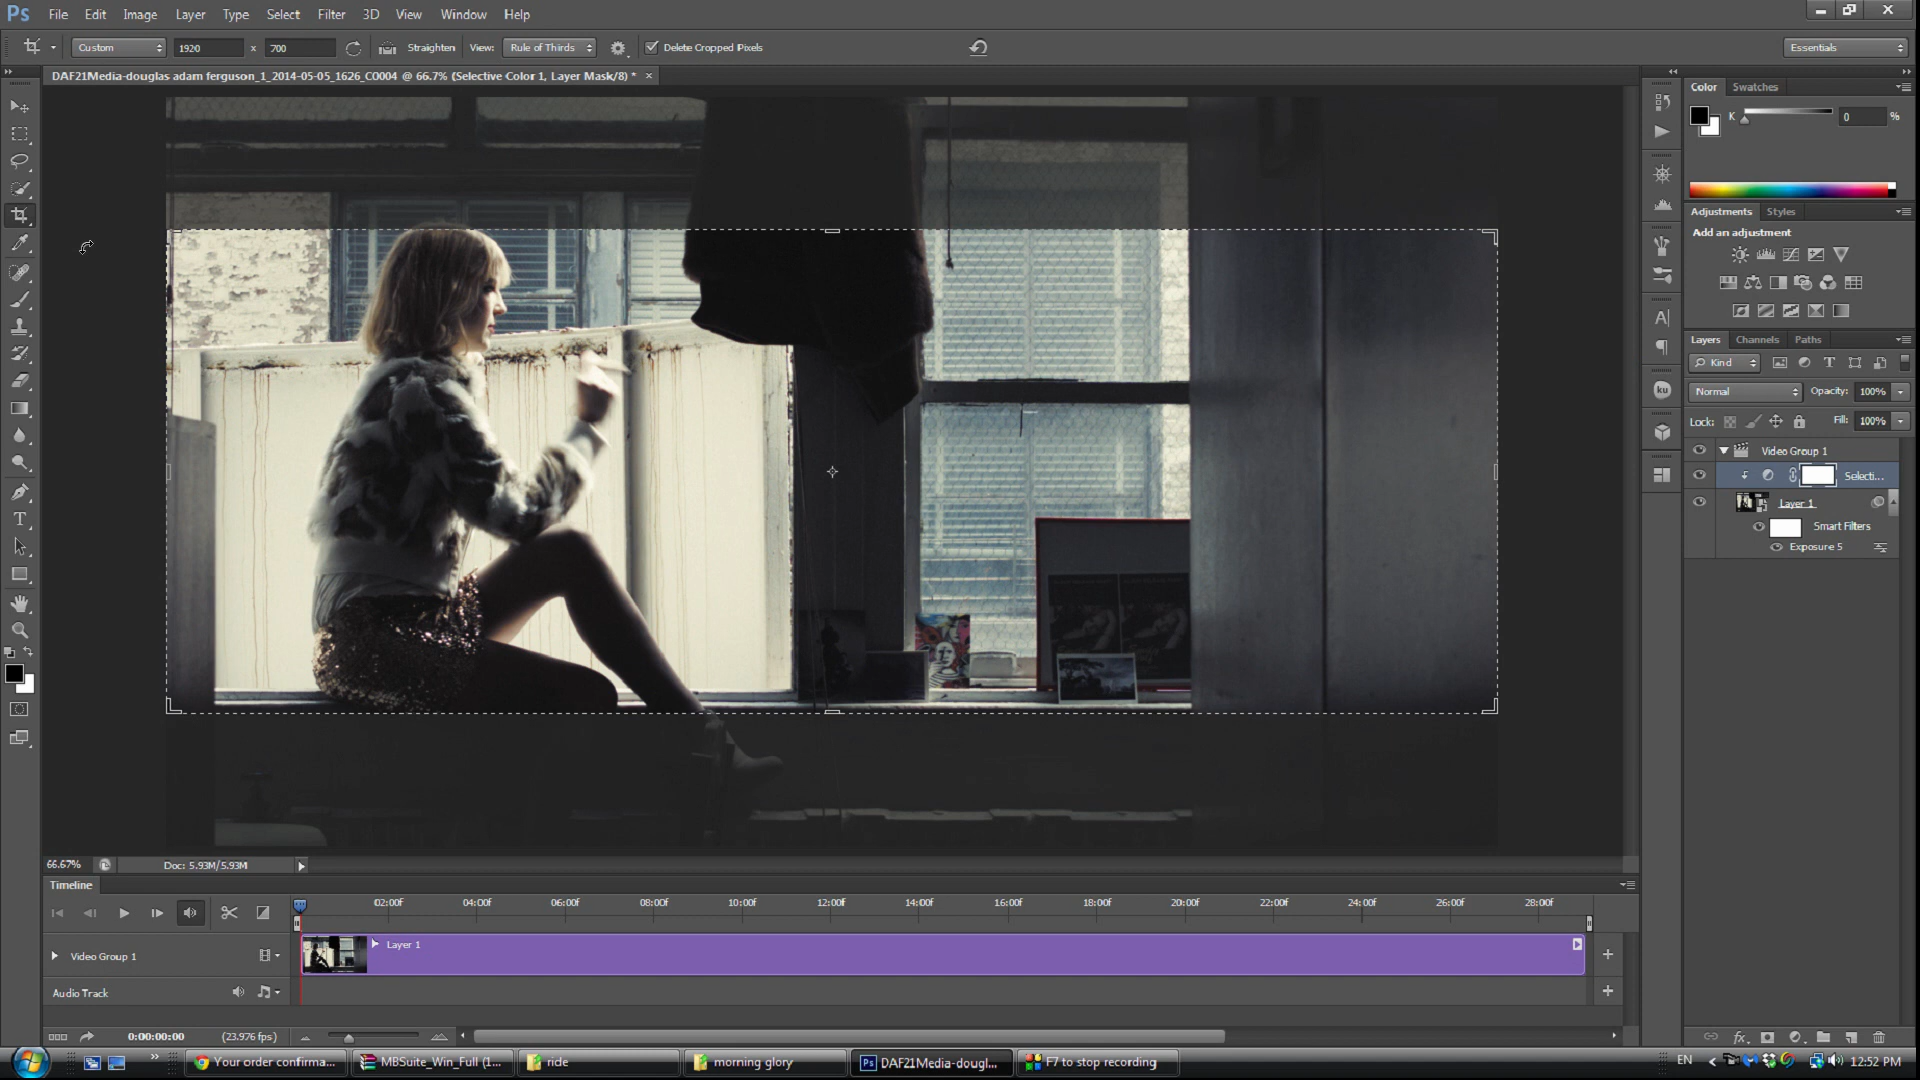 Ps File Edit Image Layer Type Select Filter 3D View Window Help
Custom 1920 x 700 Straighten View: Rule of Thirds Delete Cropped Pixels Essentials
DAF21Media-douglas adam ferguson_1_2014-05-05_1626_C0004 @ 66.7% (Selective Color 1, Layer Mask/8) * ×
Color Swatches
K 0 %
Adjustments Styles
Add an adjustment
Layers Channels Paths
Kind
Normal Opacity: 100%
Lock: Fill: 100%
Video Group 1
Selecti...
Layer 1
Smart Filters
Exposure 5
66.67% Doc: 5.93M/5.93M
Timeline
02:00f 04:00f 06:00f 08:00f 10:00f 12:00f 14:00f 16:00f 18:00f 20:00f 22:00f 24:00f 26:00f 28:00f
Video Group 1 Layer 1
Audio Track
0:00:00:00 (23.976 fps)
Your order confirma... MBSuite_Win_Full (1... ride morning glory Ps DAF21Media-dougl... F7 to stop recording EN 12:52 PM